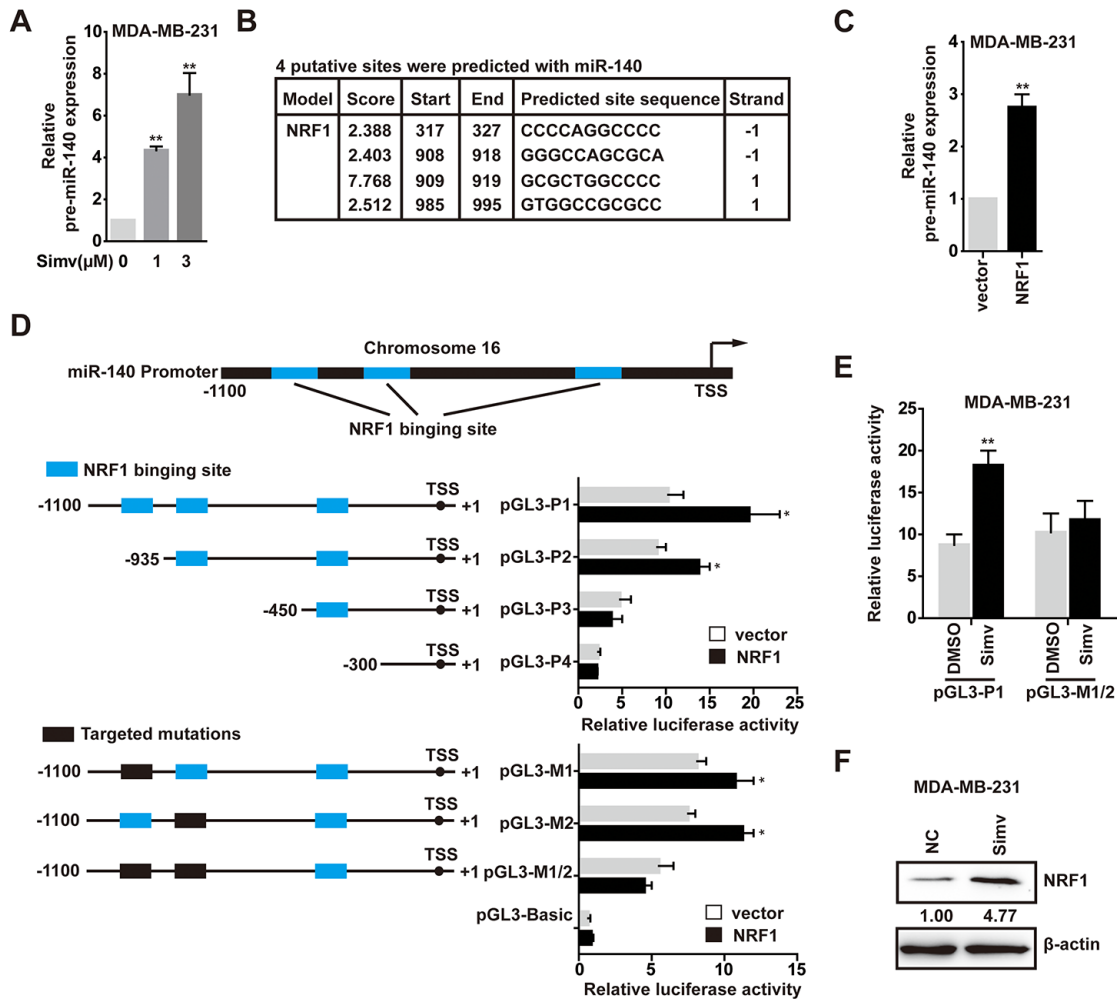 A
MDA-MB-231
Relative
pre-miR-140 expression
10
8
6
4
2
0
**
**
Simv(μM) 0 1 3
B
4 putative sites were predicted with miR-140
Model Score Start End Predicted site sequence Strand
NRF1 2.388 317 327 CCCCAGGCCCC -1
2.403 908 918 GGGCCAGCGCA -1
7.768 909 919 GCGCTGGCCCC 1
2.512 985 995 GTGGCCGCGCC 1
C
MDA-MB-231
Relative
pre-miR-140 expression
4
3
2
1
0
**
vector
NRF1
D
Chromosome 16
miR-140 Promoter
-1100
TSS
NRF1 binging site
NRF1 binging site
-1100 TSS +1 pGL3-P1 *
-935 TSS +1 pGL3-P2 *
-450 TSS +1 pGL3-P3
-300 TSS +1 pGL3-P4
vector
NRF1
0 5 10 15 20 25
Relative luciferase activity
Targeted mutations
-1100 TSS +1 pGL3-M1 *
-1100 TSS +1 pGL3-M2 *
-1100 TSS +1 pGL3-M1/2
pGL3-Basic
vector
NRF1
0 5 10 15
Relative luciferase activity
E
MDA-MB-231
Relative luciferase activity
25
20
15
10
5
0
**
DMSO
Simv
DMSO
Simv
pGL3-P1 pGL3-M1/2
F
MDA-MB-231
NC
Simv
NRF1
1.00 4.77
β-actin